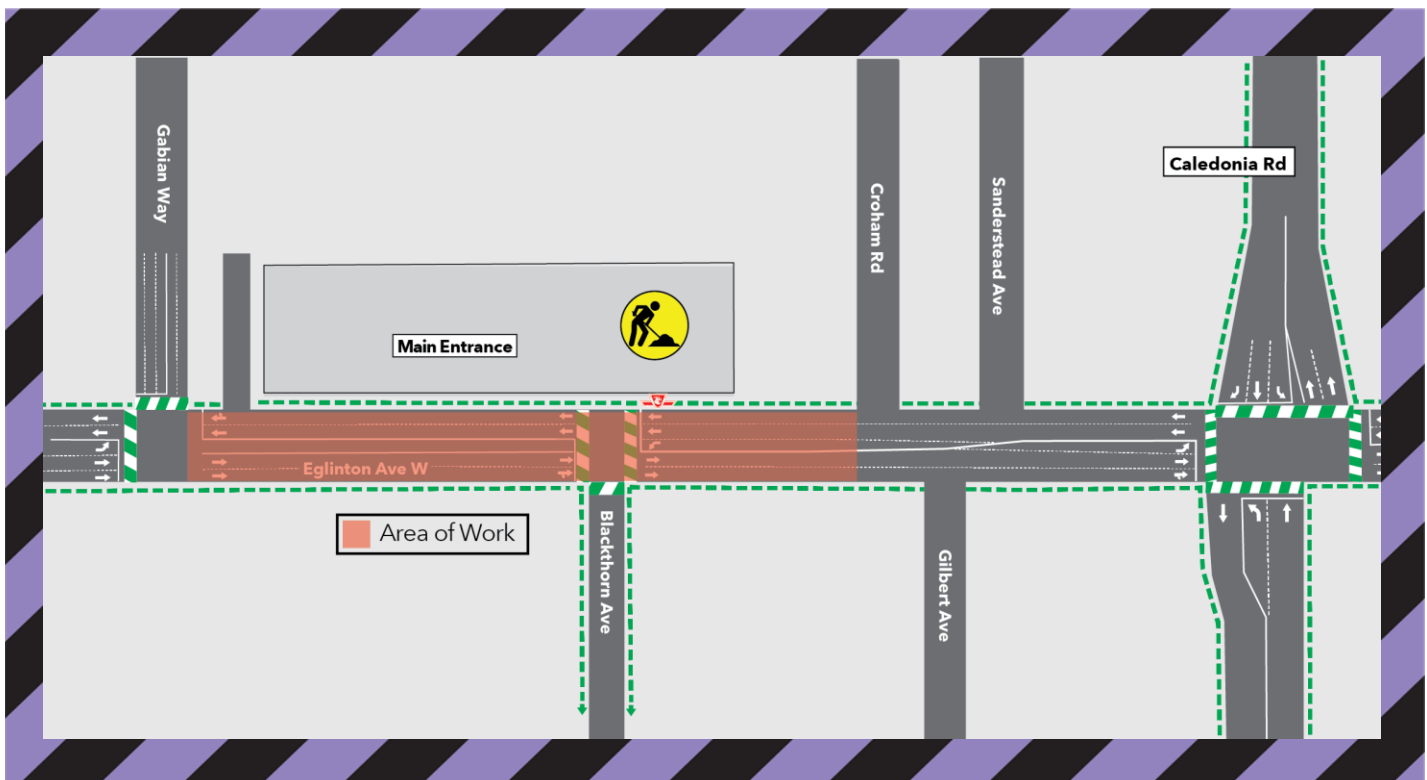 Gabian Way
Croham Rd
Sanderstead Ave
Caledonia Rd
Main Entrance
Eglinton Ave W
Area of Work
Blackthorn Ave
Gilbert Ave